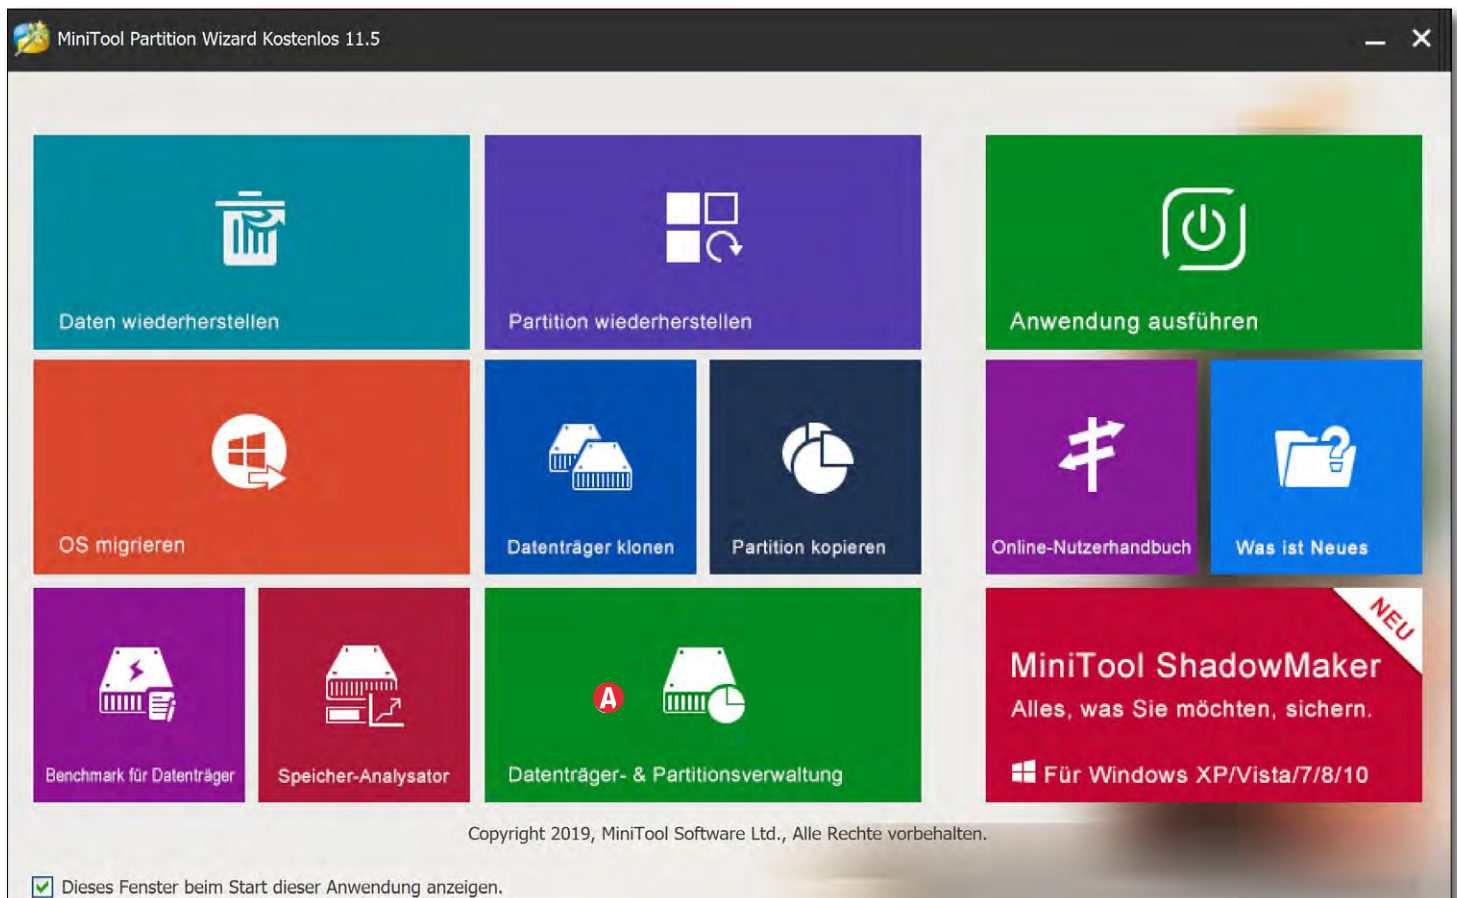 MiniTool Partition Wizard Kostenlos 11.5
Daten wiederherstellen
Partition wiederherstellen
Anwendung ausführen
OS migrieren
Datenträger klonen
Partition kopieren
Online-Nutzerhandbuch
Was ist Neues
Benchmark für Datenträger
Speicher-Analysator
A
Datenträger- & Partitionsverwaltung
NEU
MiniTool ShadowMaker
Alles, was Sie möchten, sichern.
Für Windows XP/Vista/7/8/10
Copyright 2019, MiniTool Software Ltd., Alle Rechte vorbehalten.
Dieses Fenster beim Start dieser Anwendung anzeigen.